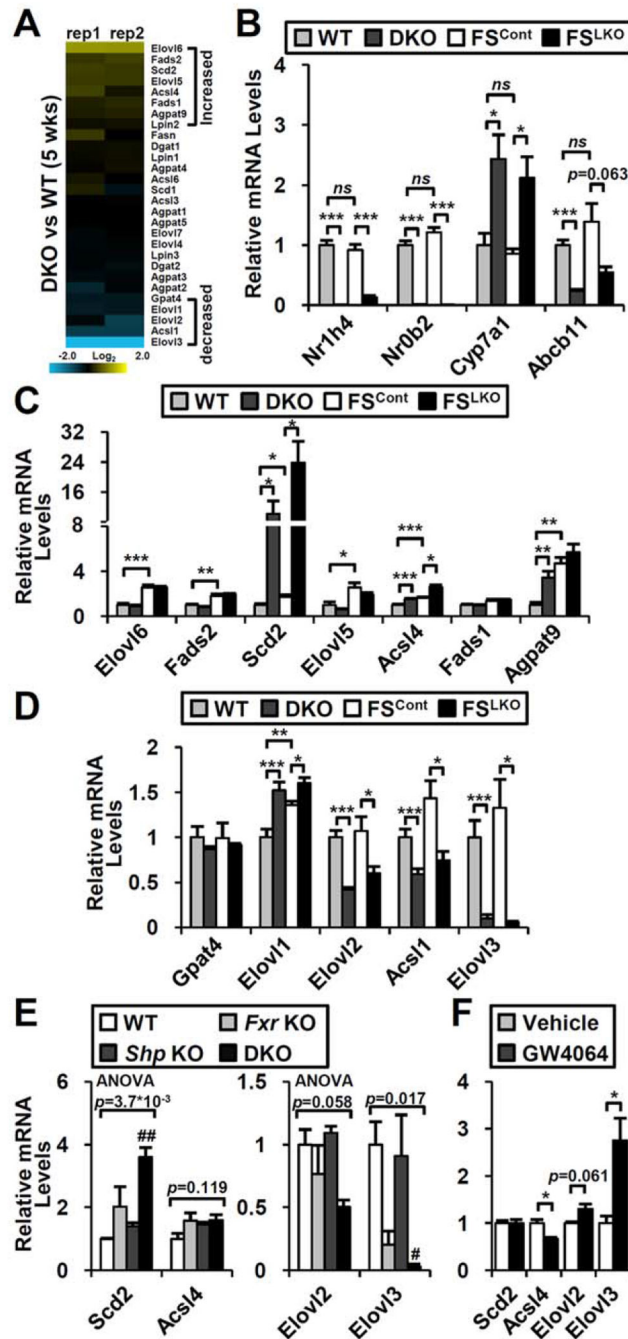 A
rep1 rep2
DKO vs WT (5 wks)
Elovl6
Fads2
Scd2
Elovl5
Acsl4
Fads1
Agpat9
Lpin2
Fasn
Dgat1
Lpin1
Agpat4
Acsl6
Scd1
Acsl3
Agpat1
Agpat5
Elovl7
Elovl4
Lpin3
Dgat2
Agpat3
Agpat2
Gpat4
Elovl1
Elovl2
Acsl1
Elovl3
Increased
decreased
-2.0 Log2 2.0
B
WT DKO FSCont FSLKO
Relative mRNA Levels
4
3
2
1
0
ns
*** ***
ns
*** ***
ns
* *
ns
*** p=0.063
Nr1h4 Nr0b2 Cyp7a1 Abcb11
C
WT DKO FSCont FSLKO
Relative mRNA
Levels
32
24
16
8
4
0
***
**
*
* *
*
***
*** *
**
**
Elovl6 Fads2 Scd2 Elovl5 Acsl4 Fads1 Agpat9
D
WT DKO FSCont FSLKO
Relative mRNA
Levels
2
1.5
1
0.5
0
**
*** *
*** *
*** *
*** *
Gpat4 Elovl1 Elovl2 Acsl1 Elovl3
E
WT Fxr KO
Shp KO DKO
Relative mRNA
Levels
6
4
2
0
ANOVA
p=3.7*10-3
##
p=0.119
Scd2 Acsl4
1.5
1
0.5
0
ANOVA
p=0.058 p=0.017
#
Elovl2 Elovl3
F
Vehicle
GW4064
4
3
2
1
0
*
p=0.061
*
Scd2 Acsl4 Elovl2 Elovl3